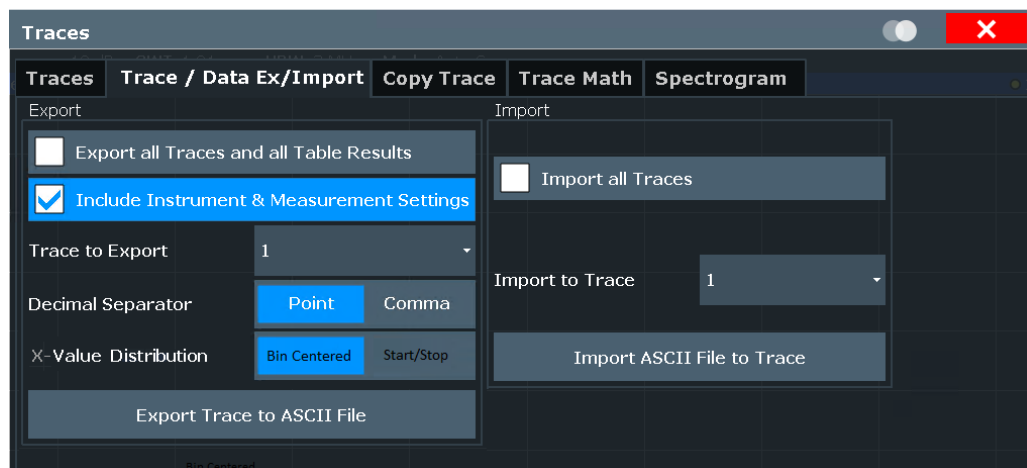 Traces
Traces
Trace / Data Ex/Import
Copy Trace
Trace Math
Spectrogram
Export
Import
Export all Traces and all Table Results
Import all Traces
Include Instrument & Measurement Settings
Trace to Export
1
Import to Trace
1
Decimal Separator
Point
Comma
X-Value Distribution
Bin Centered
Start/Stop
Import ASCII File to Trace
Export Trace to ASCII File
Bin Centered